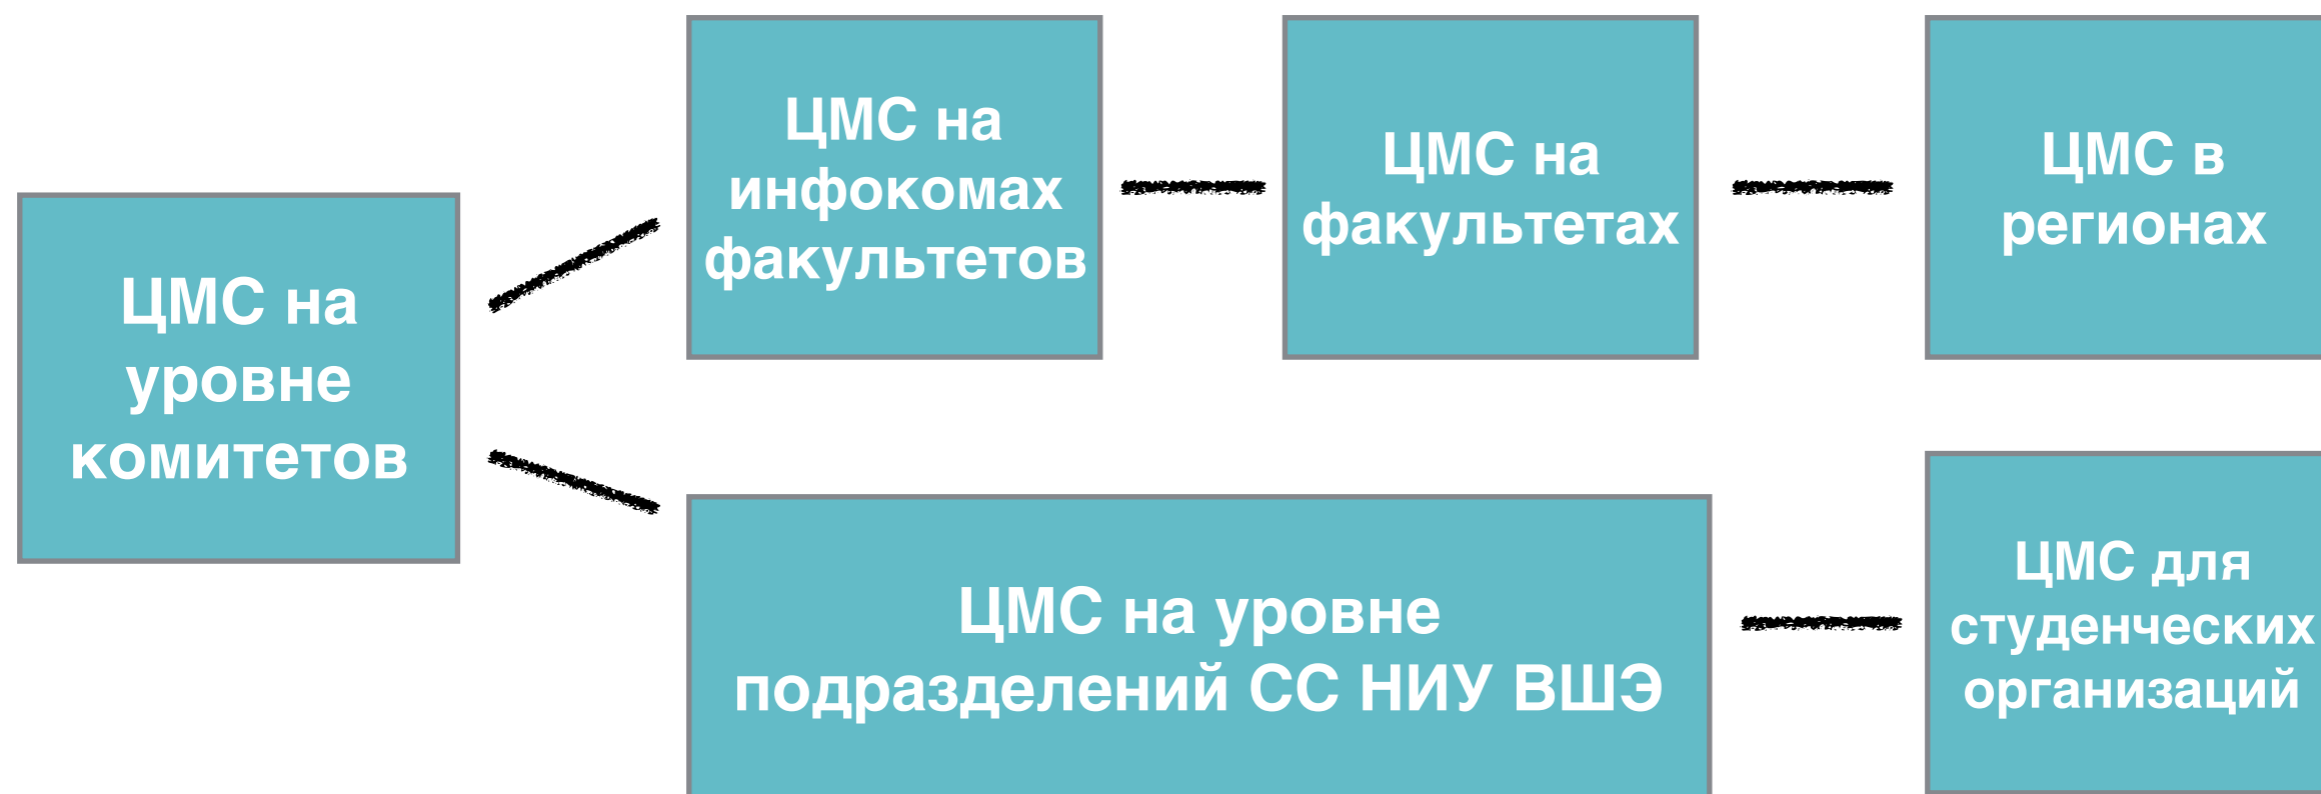 ЦМС на
уровне
комитетов
ЦМС на
инфокомах
факультетов
ЦМС на
факультетах
ЦМС в
регионах
ЦМС на уровне
подразделений СС НИУ ВШЭ
ЦМС для
студенческих
организаций